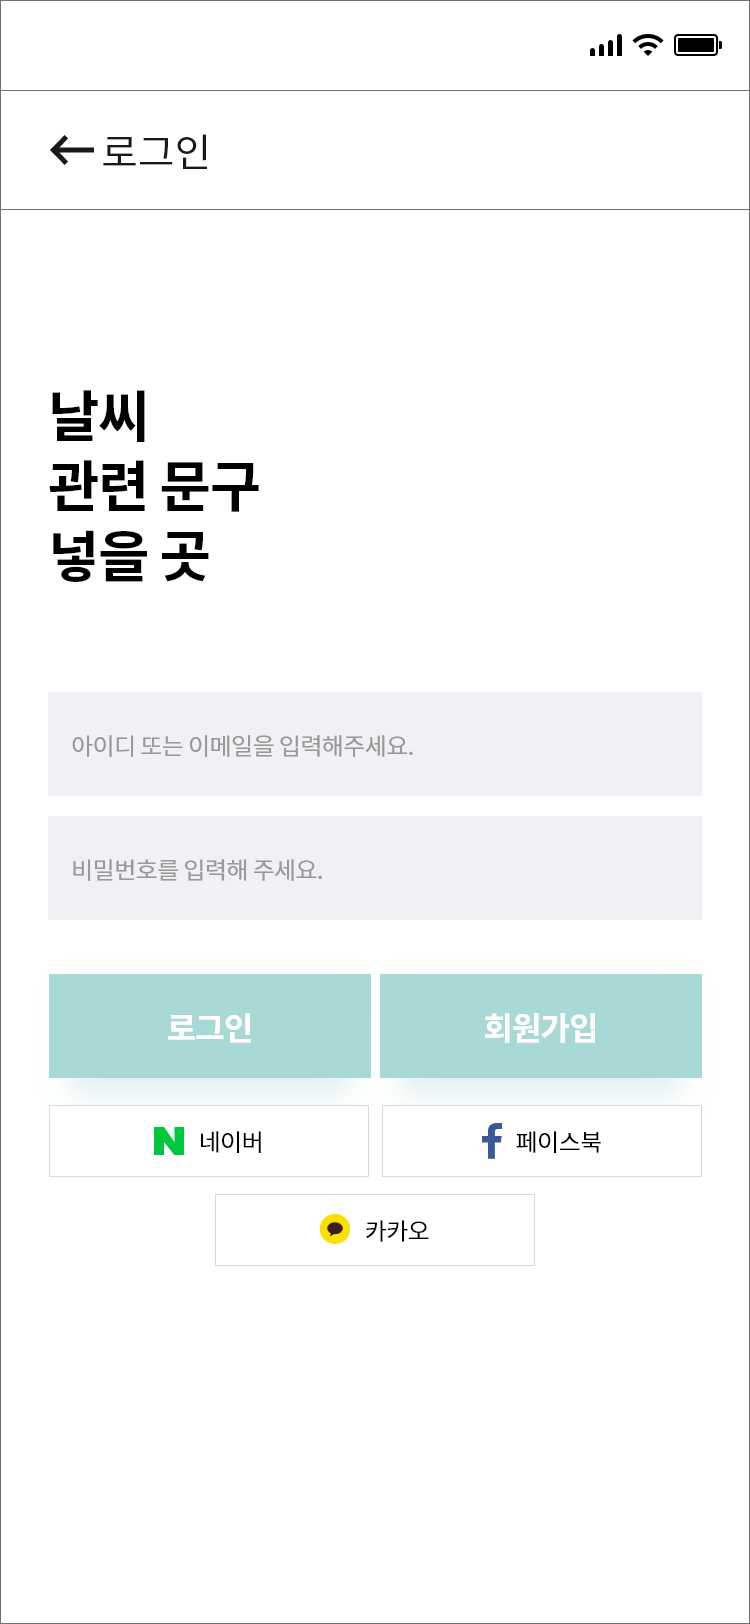 로그인
날씨
관련 문구
넣을 곳
아이디 또는 이메일을 입력해주세요.
비밀번호를 입력해 주세요.
로그인
회원가입
네이버
페이스북
카카오